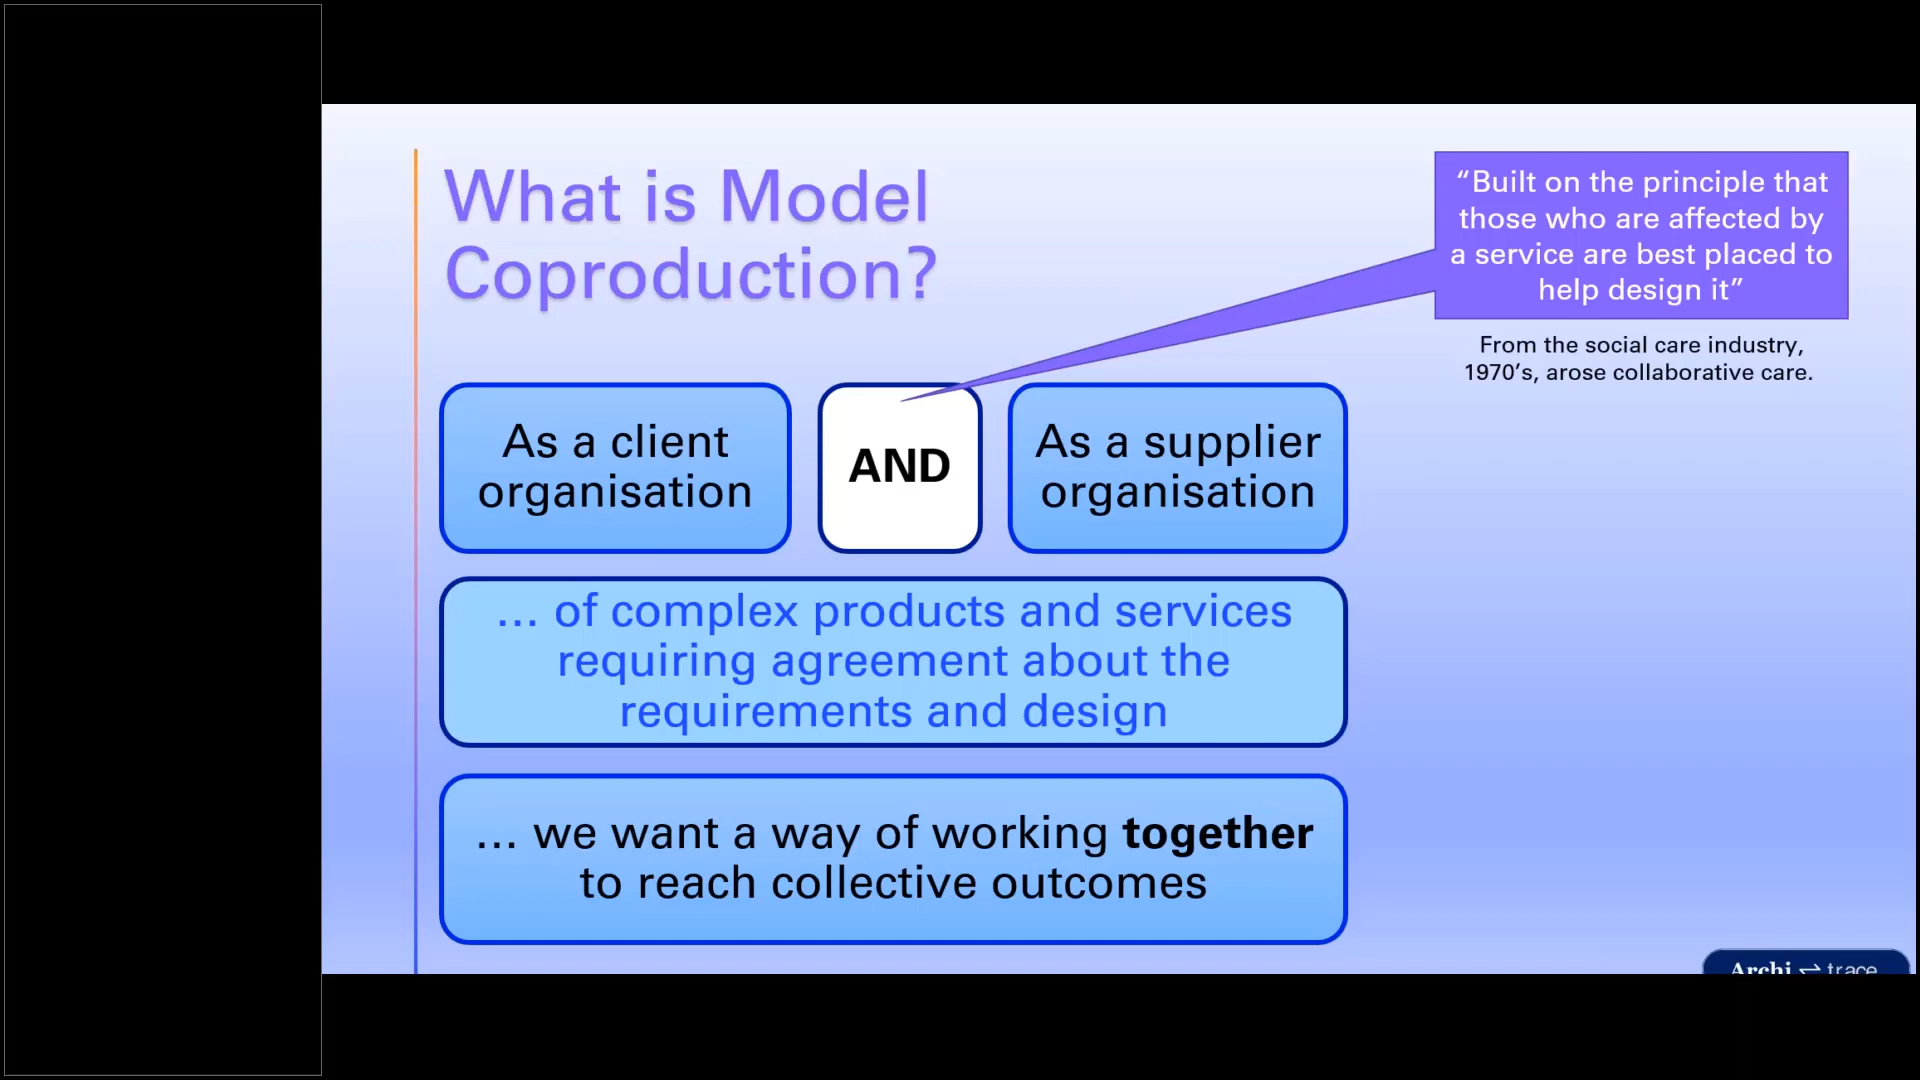 What is Model
Coproduction?
“Built on the principle that
those who are affected by
a service are best placed to
help design it”
From the social care industry,
1970’s, arose collaborative care.
As a client
organisation
AND
As a supplier
organisation
... of complex products and services
requiring agreement about the
requirements and design
... we want a way of working together
to reach collective outcomes
Archi ⇌ trace